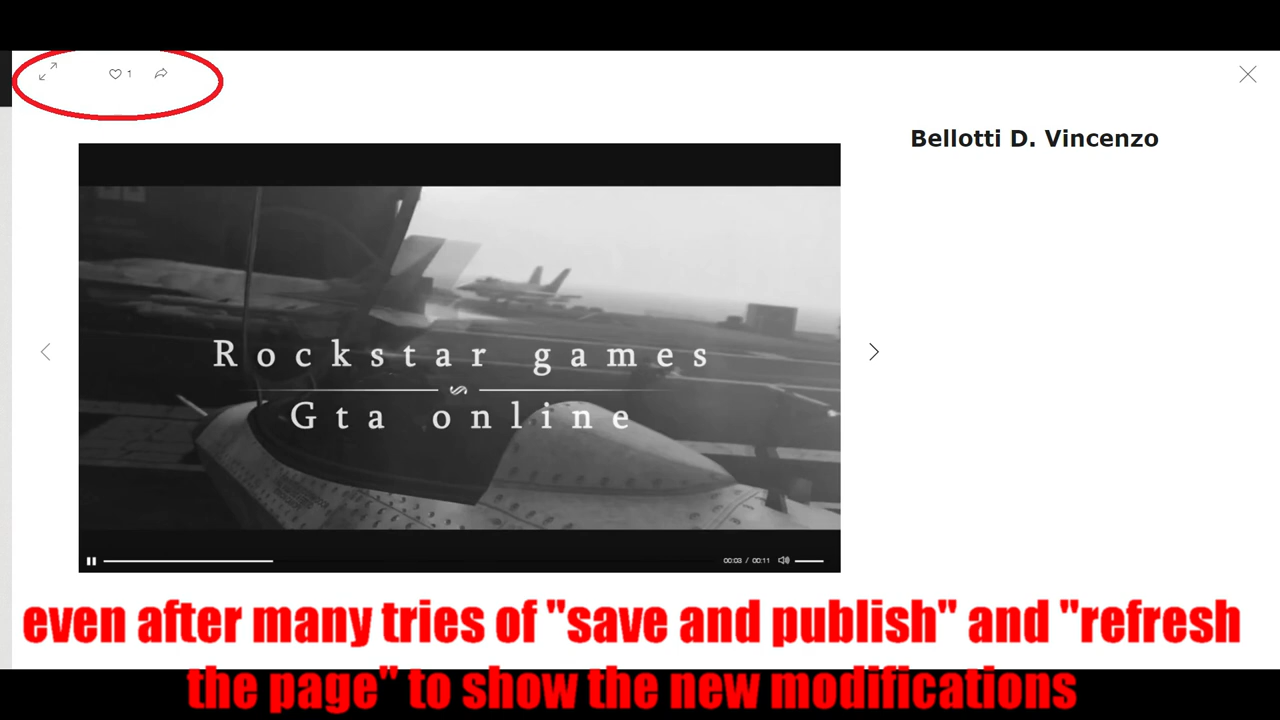 1
Bellotti D. Vincenzo
Rockstar games
Gta online
00:03 / 00:11
even after many tries of "save and publish" and "refresh
the page" to show the new modifications